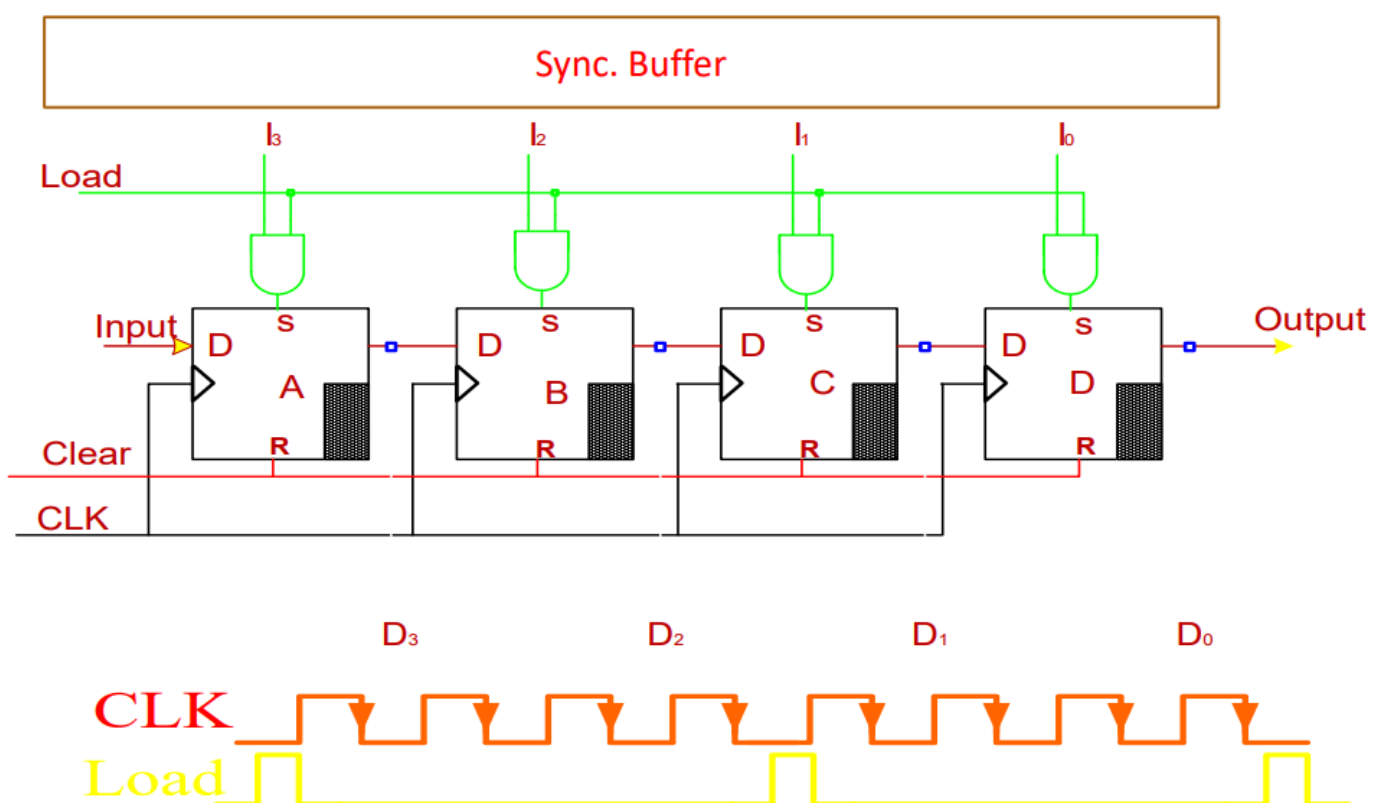 Sync. Buffer
I₃ I₂ I₁ I₀
Load
S S S S
Input D D D D Output
A B C D
R R R R
Clear
CLK
D₃ D₂ D₁ D₀
CLK
Load